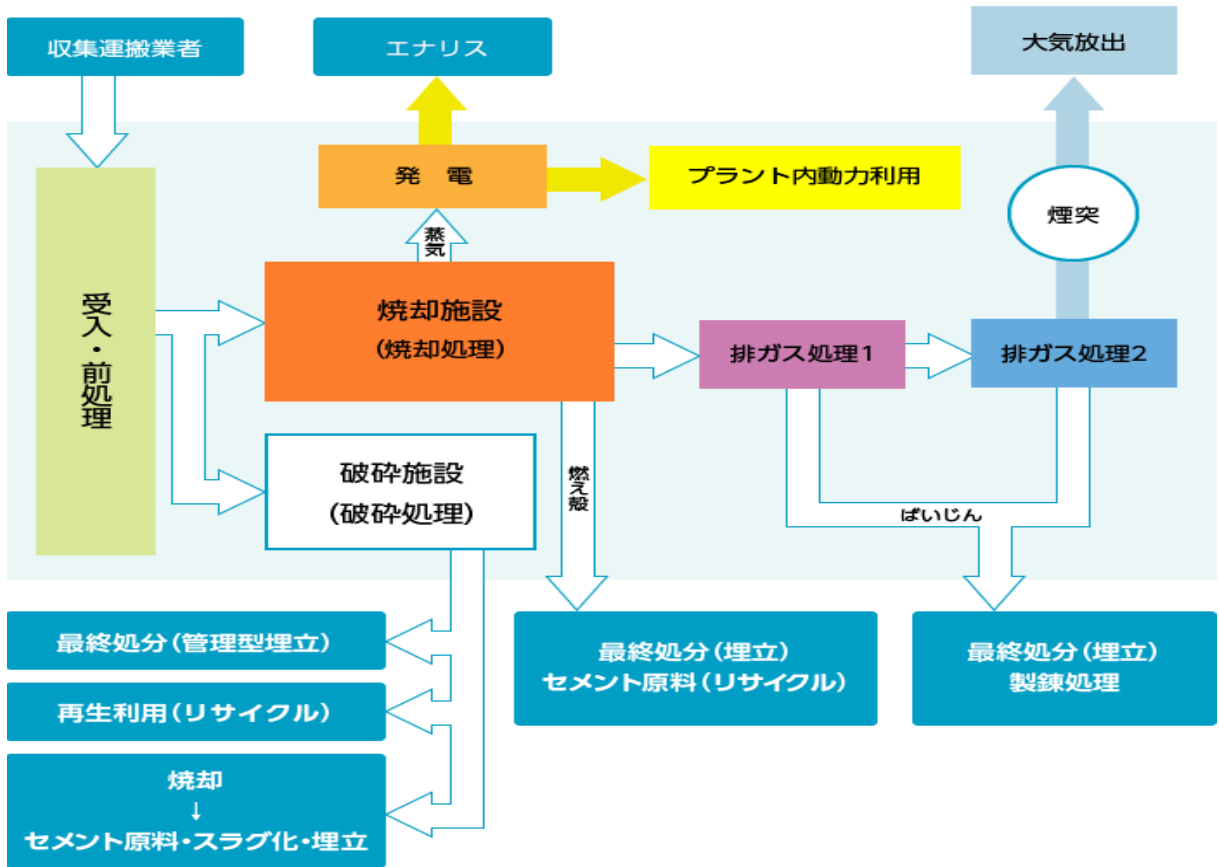 収集運搬業者
エナリス
大気放出
発 電
プラント内動力利用
煙突
蒸気
受入・前処理
焼却施設
(焼却処理)
排ガス処理1
排ガス処理2
破砕施設
(破砕処理)
燃え殻
ばいじん
最終処分(管理型埋立)
再生利用(リサイクル)
焼却
↓
セメント原料・スラグ化・埋立
最終処分(埋立)
セメント原料(リサイクル)
最終処分(埋立)
製錬処理